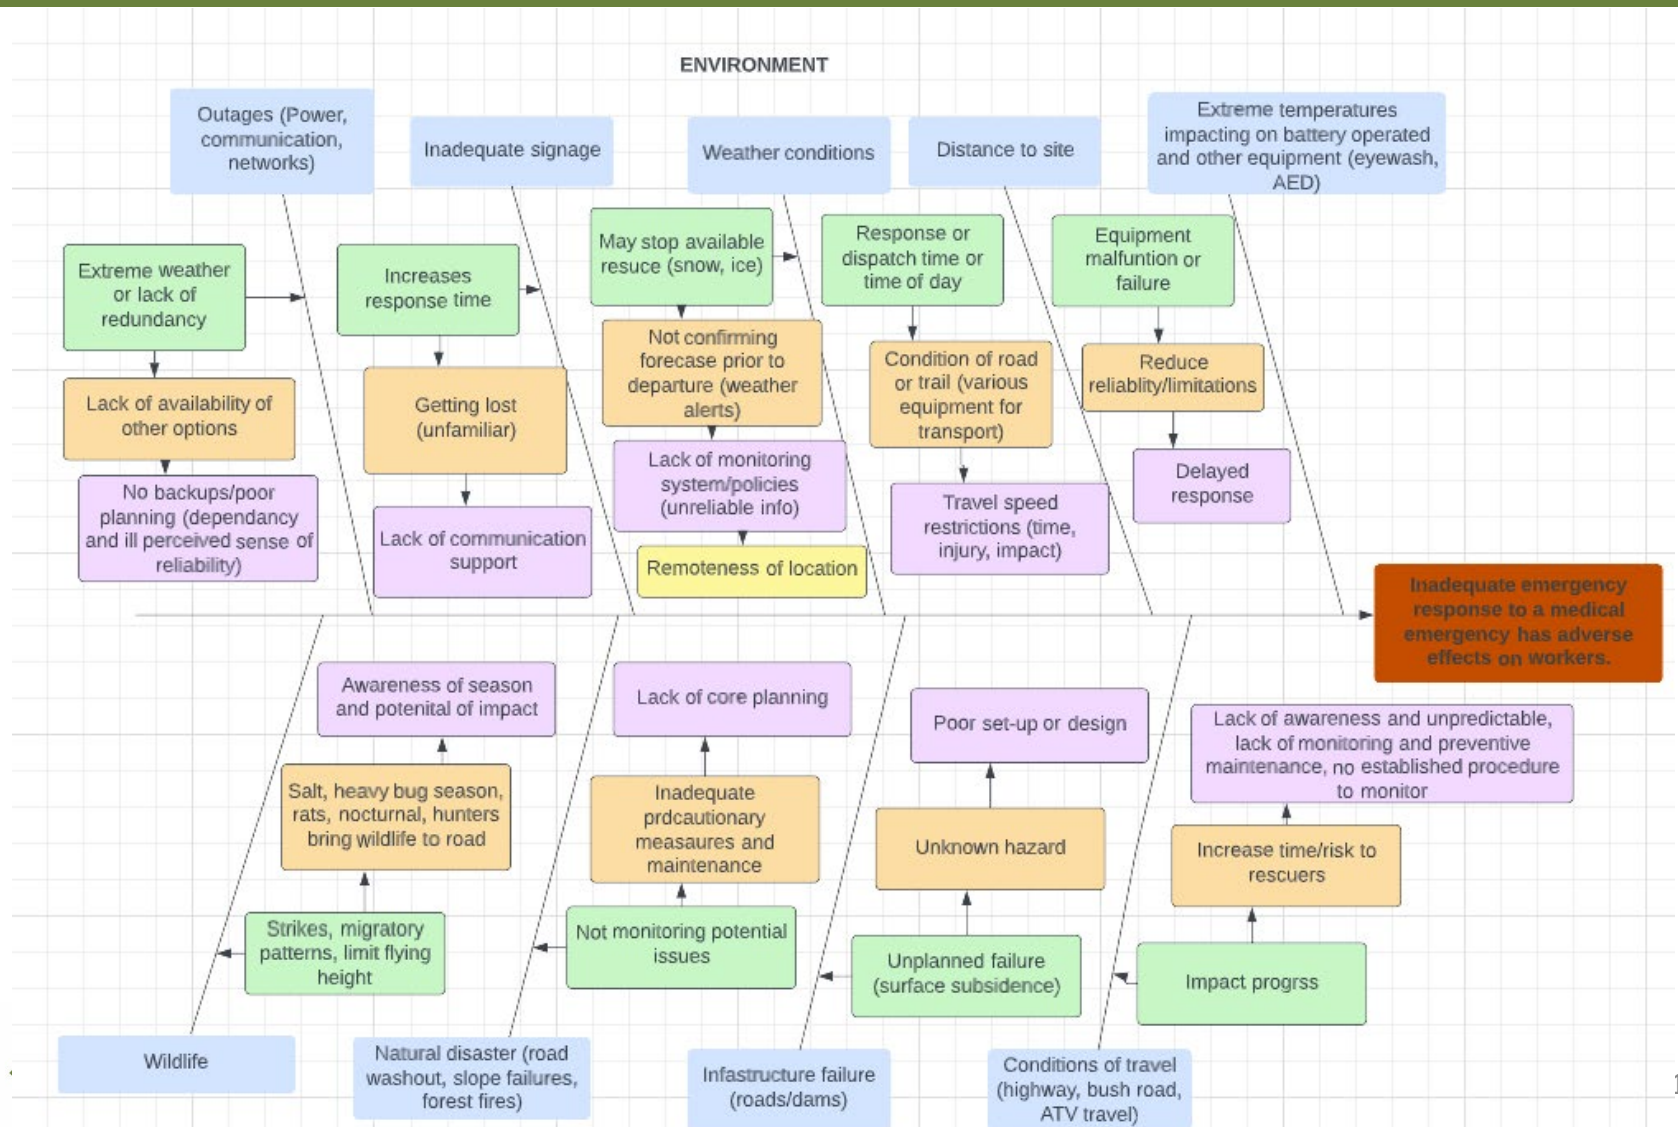 ENVIRONMENT
Outages (Power,
communication,
networks)
Inadequate signage
Weather conditions
Distance to site
Extreme temperatures
impacting on battery operated
and other equipment (eyewash,
AED)
Extreme weather
or lack of
redundancy
Lack of availability of
other options
No backups/poor
planning (dependancy
and ill perceived sense of
reliability)
Increases
response time
Getting lost
(unfamiliar)
Lack of communication
support
May stop available
resuce (snow, ice)
Not confirming
forecase prior to
departure (weather
alerts)
Lack of monitoring
system/policies
(unreliable info)
Remoteness of location
Response or
dispatch time or
time of day
Condition of road
or trail (various
equipment for
transport)
Travel speed
restrictions (time,
injury, impact)
Equipment
malfuntion or
failure
Reduce
reliablity/limitations
Delayed
response
Inadequate emergency
response to a medical
emergency has adverse
effects on workers.
Awareness of season
and potenital of impact
Salt, heavy bug season,
rats, nocturnal, hunters
bring wildlife to road
Strikes, migratory
patterns, limit flying
height
Wildlife
Lack of core planning
Inadequate
prdcautionary
measaures and
maintenance
Not monitoring potential
issues
Natural disaster (road
washout, slope failures,
forest fires)
Poor set-up or design
Unknown hazard
Unplanned failure
(surface subsidence)
Infastructure failure
(roads/dams)
Lack of awareness and unpredictable,
lack of monitoring and preventive
maintenance, no established procedure
to monitor
Increase time/risk to
rescuers
Impact progrss
Conditions of travel
(highway, bush road,
ATV travel)